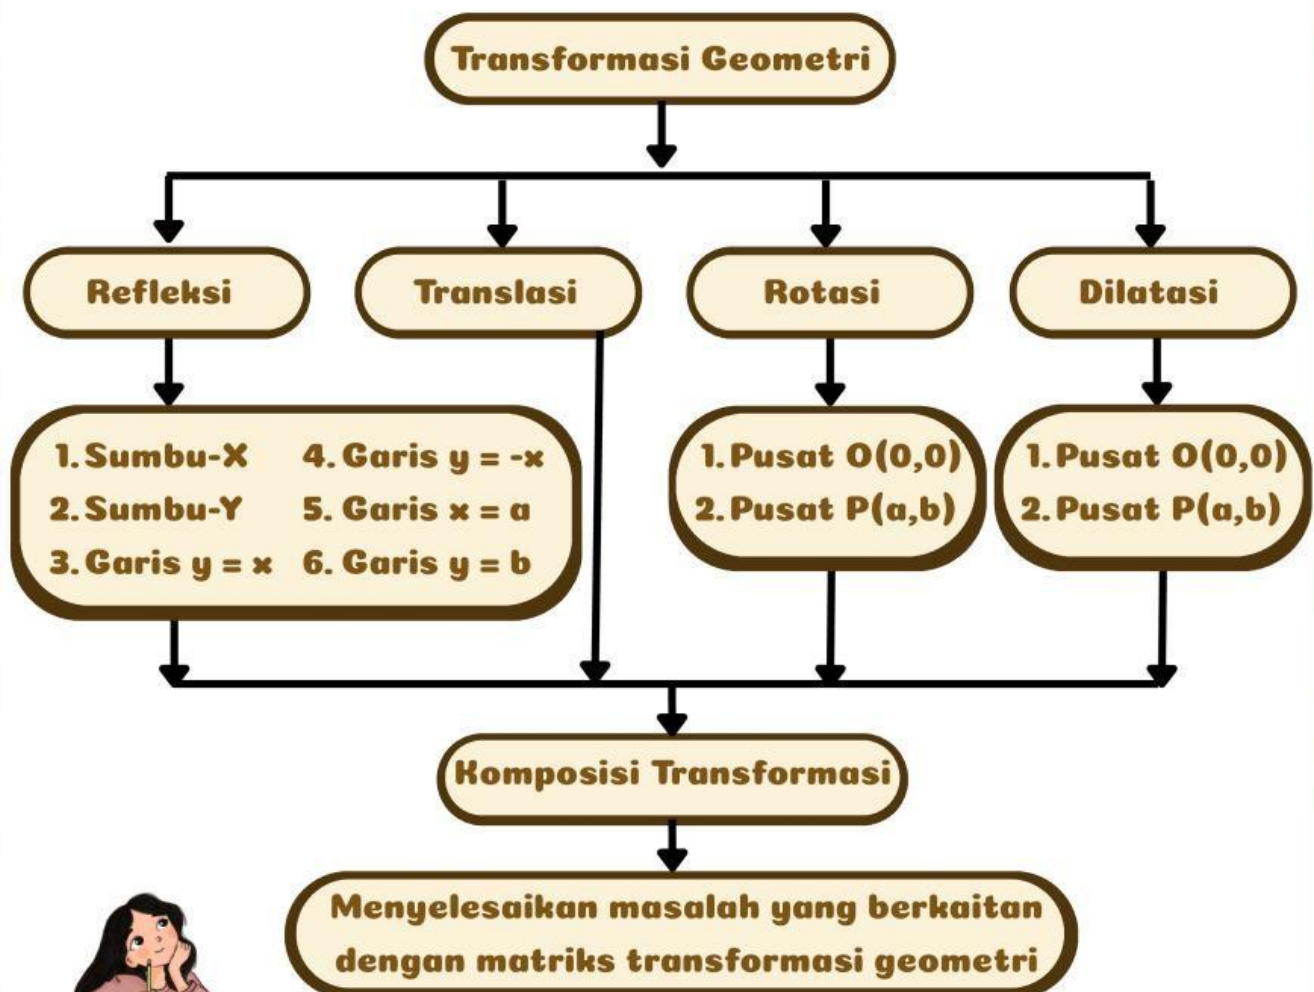 Transformasi Geometri
Refleksi
Translasi
Rotasi
Dilatasi
1. Sumbu-X
2. Sumbu-Y
3. Garis y = x
4. Garis y = -x
5. Garis x = a
6. Garis y = b
1. Pusat O(0,0)
2. Pusat P(a,b)
1. Pusat O(0,0)
2. Pusat P(a,b)
Komposisi Transformasi
Menyelesaikan masalah yang berkaitan
dengan matriks transformasi geometri